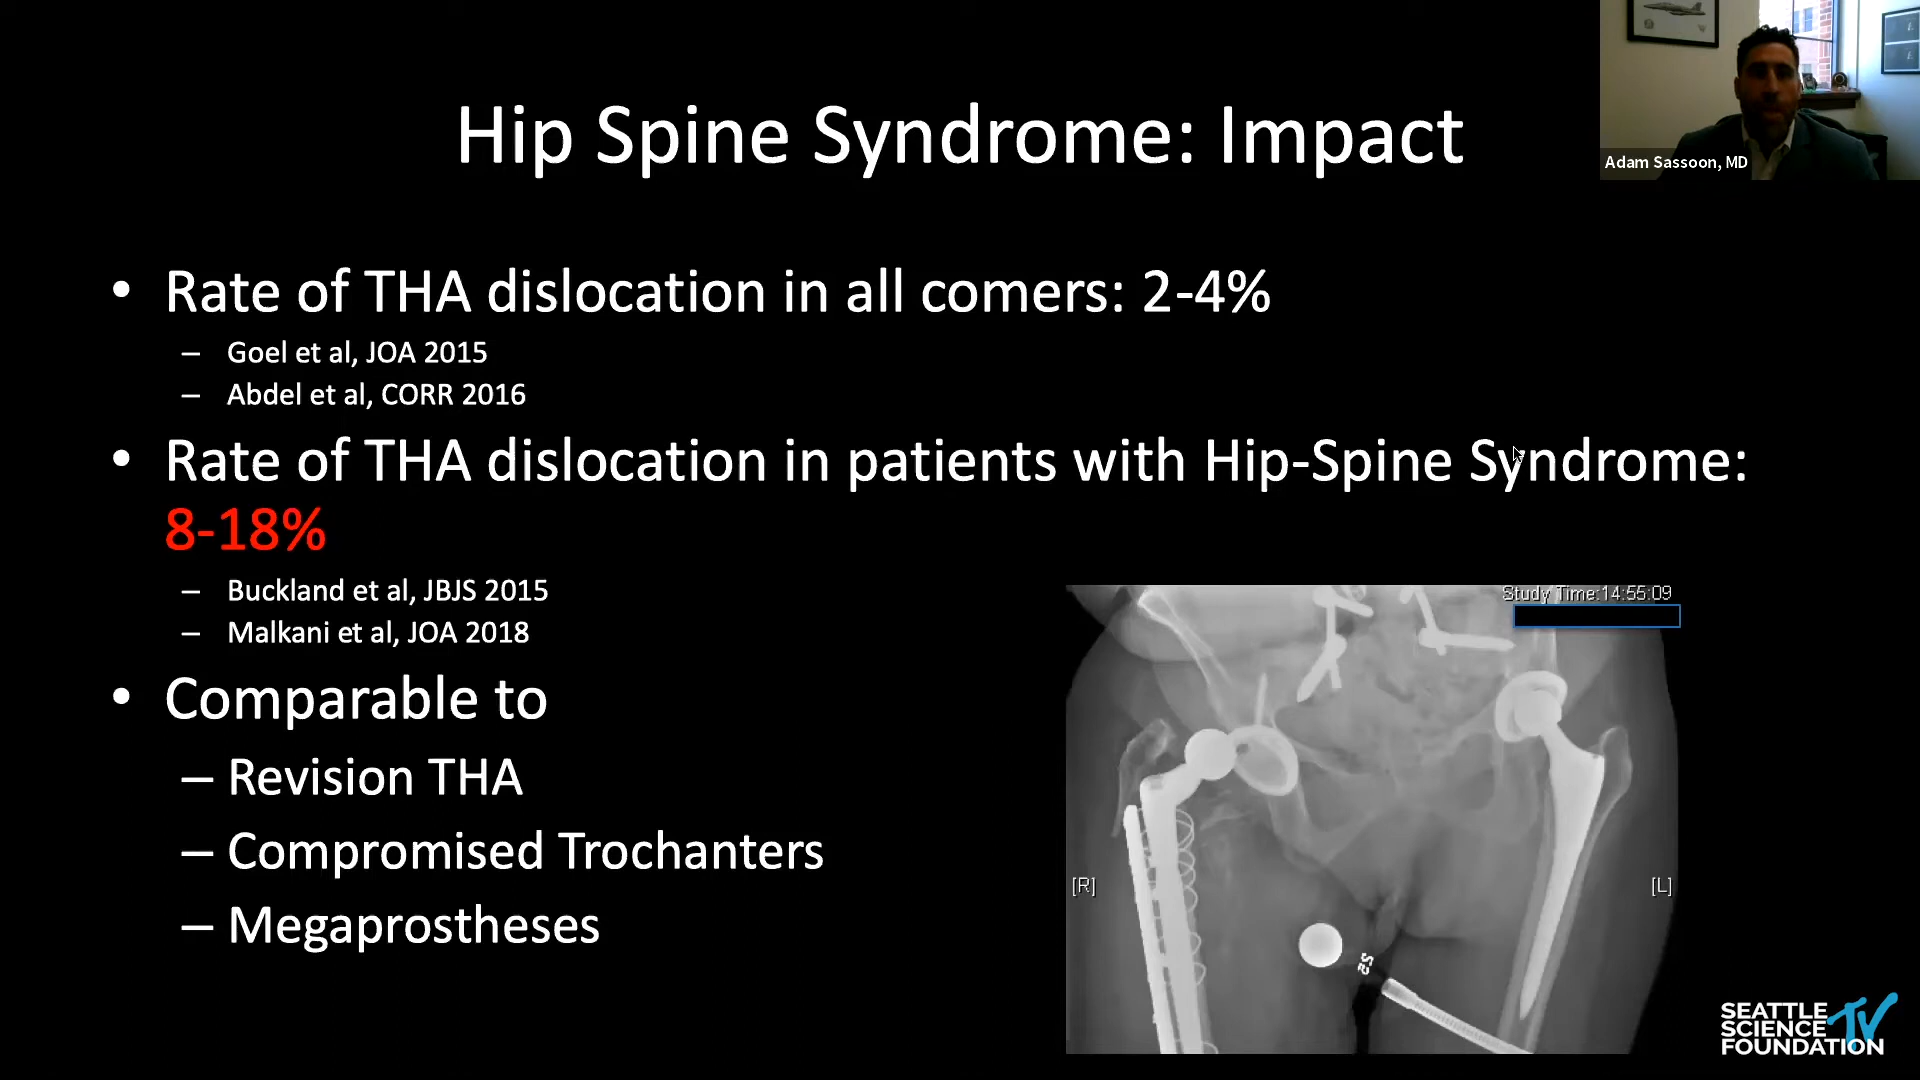 Hip Spine Syndrome: Impact
Adam Sassoon, MD
• Rate of THA dislocation in all comers: 2-4%
– Goel et al, JOA 2015
– Abdel et al, CORR 2016
• Rate of THA dislocation in patients with Hip-Spine Syndrome:
8-18%
– Buckland et al, JBJS 2015
– Malkani et al, JOA 2018
• Comparable to
– Revision THA
– Compromised Trochanters
– Megaprostheses
Study Time:14:55:09
[R]
[L]
SEATTLE
SCIENCE
FOUNDATION
TV